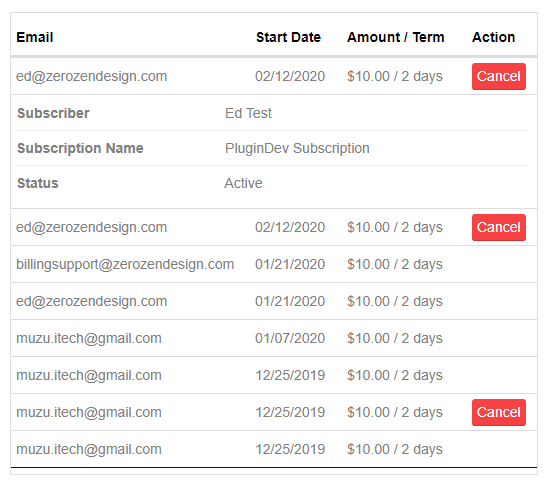 Email Start Date Amount / Term Action
ed@zerozendesign.com 02/12/2020 $10.00 / 2 days Cancel
Subscriber Ed Test
Subscription Name PluginDev Subscription
Status Active
ed@zerozendesign.com 02/12/2020 $10.00 / 2 days Cancel
billingsupport@zerozendesign.com 01/21/2020 $10.00 / 2 days
ed@zerozendesign.com 01/21/2020 $10.00 / 2 days
muzu.itech@gmail.com 01/07/2020 $10.00 / 2 days
muzu.itech@gmail.com 12/25/2019 $10.00 / 2 days
muzu.itech@gmail.com 12/25/2019 $10.00 / 2 days Cancel
muzu.itech@gmail.com 12/25/2019 $10.00 / 2 days